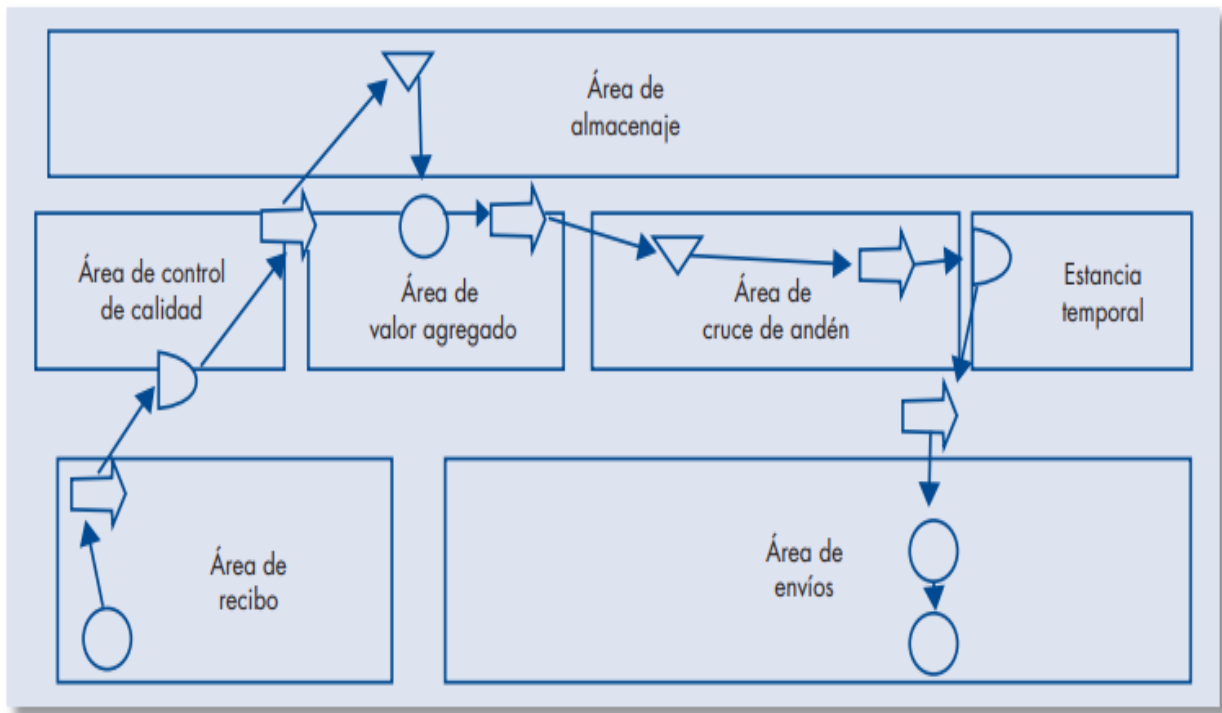 Área de
almacenaje
Área de control
de calidad
Área de
valor agregado
Área de
cruce de andén
Estancia
temporal
Área de
recibo
Área de
envíos